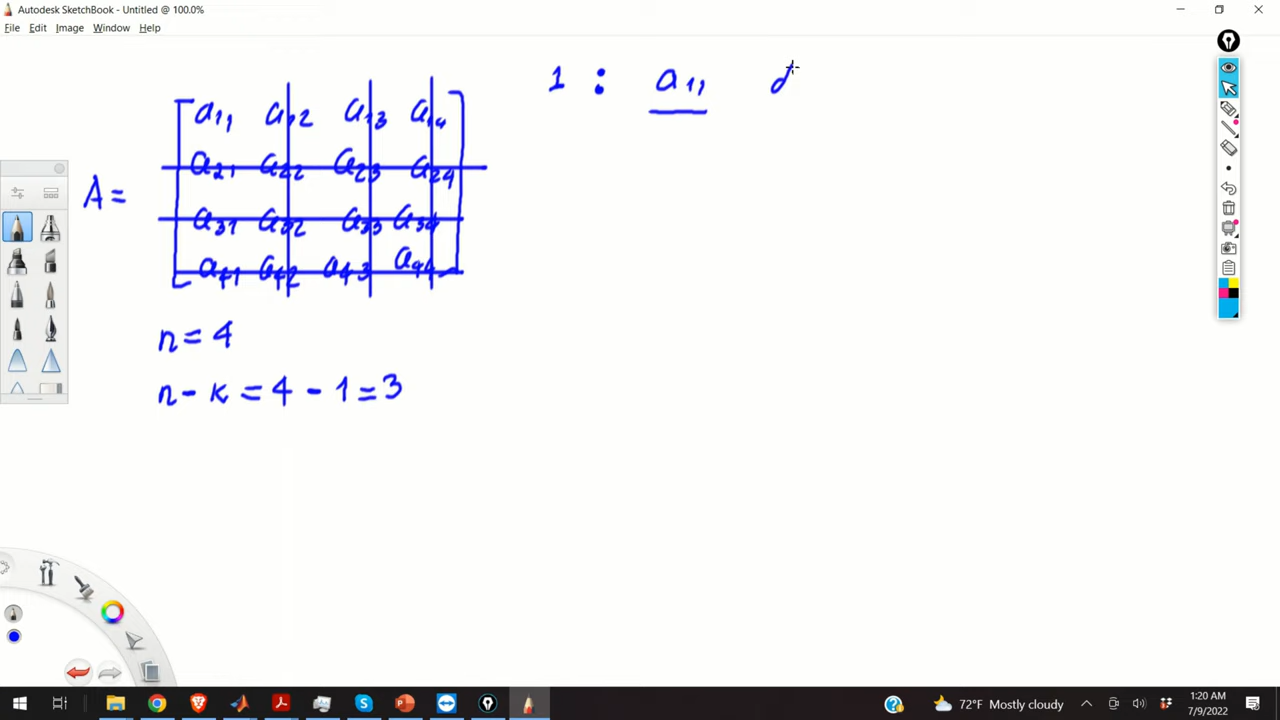 Autodesk SketchBook - Untitled @ 100.0%
File Edit Image Window Help
1 : a₁₁ d
A = [a₁₁ a₁₂ a₁₃ a₁₄
a₂₁ a₂₂ a₂₃ a₂₄
a₃₁ a₃₂ a₃₃ a₃₄
a₄₁ a₄₂ a₄₃ a₄₄]
n = 4
n - k = 4 - 1 = 3
72°F Mostly cloudy
1:20 AM
7/9/2022